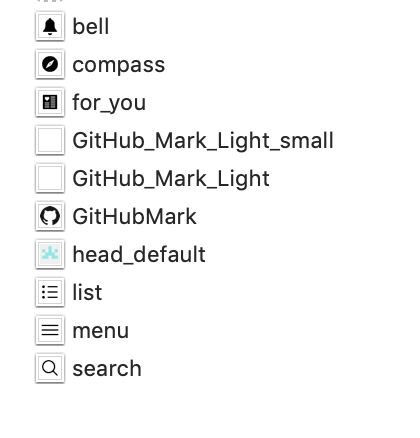 bell
compass
for_you
GitHub_Mark_Light_small
GitHub_Mark_Light
GitHubMark
head_default
list
menu
search